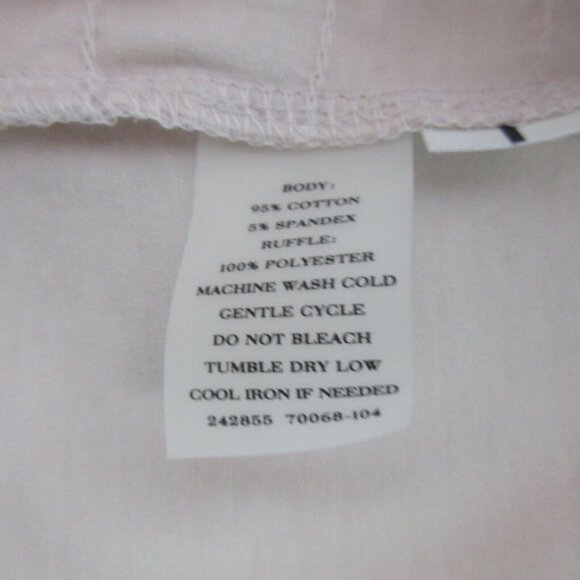 BODY:
95% COTTON
5% SPANDEX
RUFFLE:
100% POLYESTER
MACHINE WASH COLD
GENTLE CYCLE
DO NOT BLEACH
TUMBLE DRY LOW
COOL IRON IF NEEDED
242855 70068-104